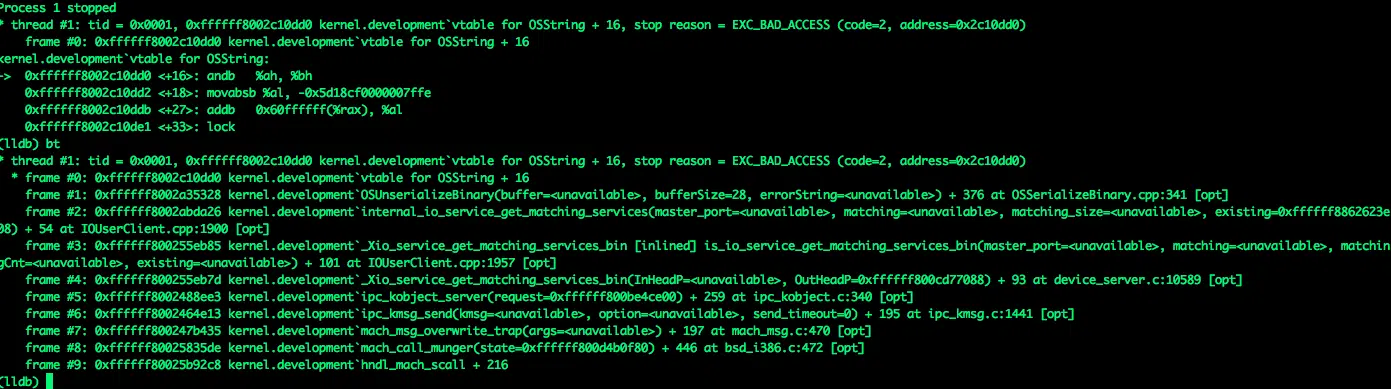 Process 1 stopped
* thread #1: tid = 0x0001, 0xffffff8002c10dd0 kernel.development`vtable for OSString + 16, stop reason = EXC_BAD_ACCESS (code=2, address=0x2c10dd0)
frame #0: 0xffffff8002c10dd0 kernel.development`vtable for OSString + 16
kernel.development`vtable for OSString:
-> 0xffffff8002c10dd0 <+16>: andb %ah, %bh
0xffffff8002c10dd2 <+18>: movabsb %al, -0x5d18cf0000007ffe
0xffffff8002c10ddb <+27>: addb 0x60ffffff(%rax), %al
0xffffff8002c10de1 <+33>: lock
(lldb) bt
* thread #1: tid = 0x0001, 0xffffff8002c10dd0 kernel.development`vtable for OSString + 16, stop reason = EXC_BAD_ACCESS (code=2, address=0x2c10dd0)
* frame #0: 0xffffff8002c10dd0 kernel.development`vtable for OSString + 16
frame #1: 0xffffff8002a35328 kernel.development`OSUnserializeBinary(buffer=<unavailable>, bufferSize=28, errorString=<unavailable>) + 376 at OSSerializeBinary.cpp:341 [opt]
frame #2: 0xffffff8002abda26 kernel.development`internal_io_service_get_matching_services(master_port=<unavailable>, matching=<unavailable>, matching_size=<unavailable>, existing=0xffffff8862623e
08) + 54 at IOUserClient.cpp:1900 [opt]
frame #3: 0xffffff800255eb85 kernel.development`_Xio_service_get_matching_services_bin [inlined] is_io_service_get_matching_services_bin(master_port=<unavailable>, matching=<unavailable>, matchin
gCnt=<unavailable>, existing=<unavailable>) + 101 at IOUserClient.cpp:1957 [opt]
frame #4: 0xffffff800255eb7d kernel.development`_Xio_service_get_matching_services_bin(InHeadP=<unavailable>, OutHeadP=0xffffff800cd77088) + 93 at device_server.c:10589 [opt]
frame #5: 0xffffff8002488ee3 kernel.development`ipc_kobject_server(request=0xffffff800be4ce00) + 259 at ipc_kobject.c:340 [opt]
frame #6: 0xffffff8002464e13 kernel.development`ipc_kmsg_send(kmsg=<unavailable>, option=<unavailable>, send_timeout=0) + 195 at ipc_kmsg.c:1441 [opt]
frame #7: 0xffffff800247b435 kernel.development`mach_msg_overwrite_trap(args=<unavailable>) + 197 at mach_msg.c:470 [opt]
frame #8: 0xffffff80025835de kernel.development`mach_call_munger(state=0xffffff800d4b0f80) + 446 at bsd_i386.c:472 [opt]
frame #9: 0xffffff80025b92c8 kernel.development`hndl_mach_scall + 216
(lldb)